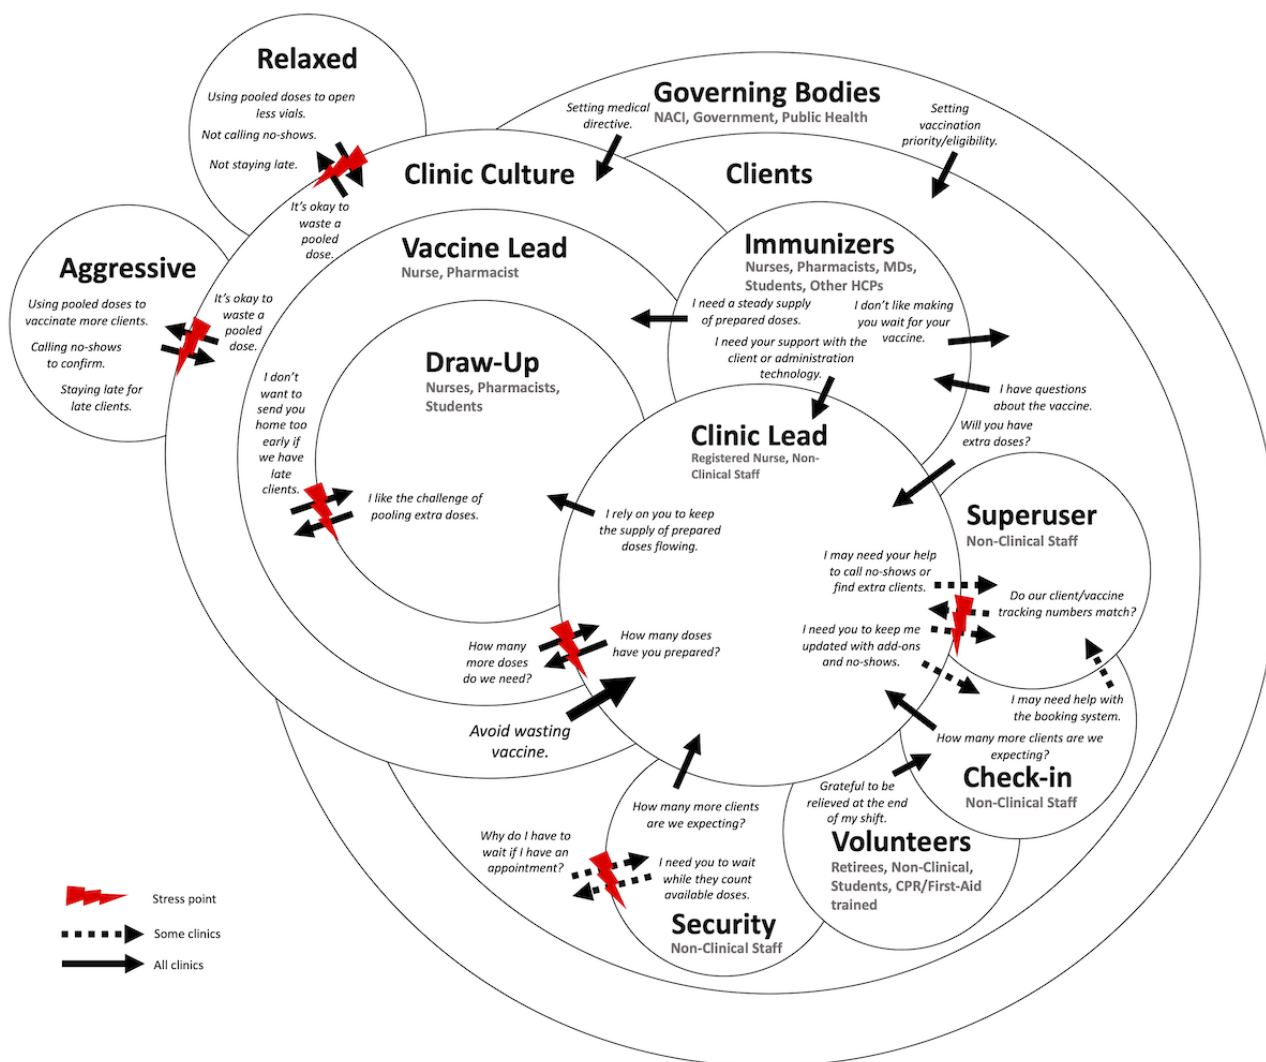 Relaxed
Using pooled doses to open
less vials.
Not calling no-shows.
Not staying late.
It’s okay to
waste a
pooled
dose.
Aggressive
Using pooled doses to
vaccinate more clients.
Calling no-shows
to confirm.
Staying late for
late clients.
It’s okay to
waste a
pooled
dose.
Governing Bodies
NACI, Government, Public Health
Setting medical
directive.
Setting
vaccination
priority/eligibility.
Clinic Culture
Clients
Vaccine Lead
Nurse, Pharmacist
Immunizers
Nurses, Pharmacists, MDs,
Students, Other HCPs
I need a steady supply
of prepared doses.
I don’t like making
you wait for your
vaccine.
I need your support with the
client or administration
technology.
I have questions
about the vaccine.
Will you have
extra doses?
Draw-Up
Nurses, Pharmacists,
Students
I don’t
want to
send you
home too
early if
we have
late
clients.
I like the challenge of
pooling extra doses.
Clinic Lead
Registered Nurse, Non-
Clinical Staff
I rely on you to keep
the supply of prepared
doses flowing.
Superuser
Non-Clinical Staff
I may need your help
to call no-shows or
find extra clients.
Do our client/vaccine
tracking numbers match?
I need you to keep me
updated with add-ons
and no-shows.
How many
more doses
do we need?
How many doses
have you prepared?
Avoid wasting
vaccine.
I may need help with
the booking system.
How many more clients are we
expecting?
Check-in
Non-Clinical Staff
Grateful to be
relieved at the end
of my shift.
Volunteers
Retirees, Non-Clinical,
Students, CPR/First-Aid
trained
How many more clients
are we expecting?
Why do I have to
wait if I have an
appointment?
I need you to wait
while they count
available doses.
Security
Non-Clinical Staff
Stress point
Some clinics
All clinics